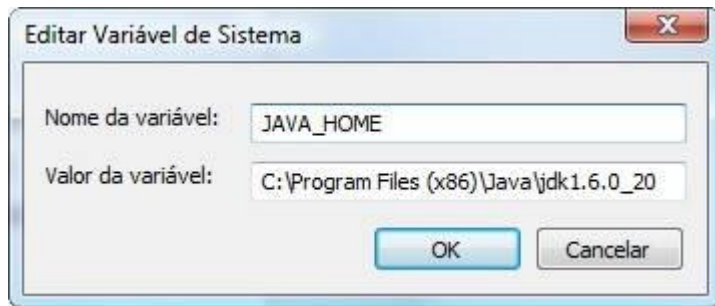 Editar Variável de Sistema
Nome da variável: JAVA_HOME
Valor da variável: C:\Program Files (x86)\Java\jdk1.6.0_20
OK Cancelar